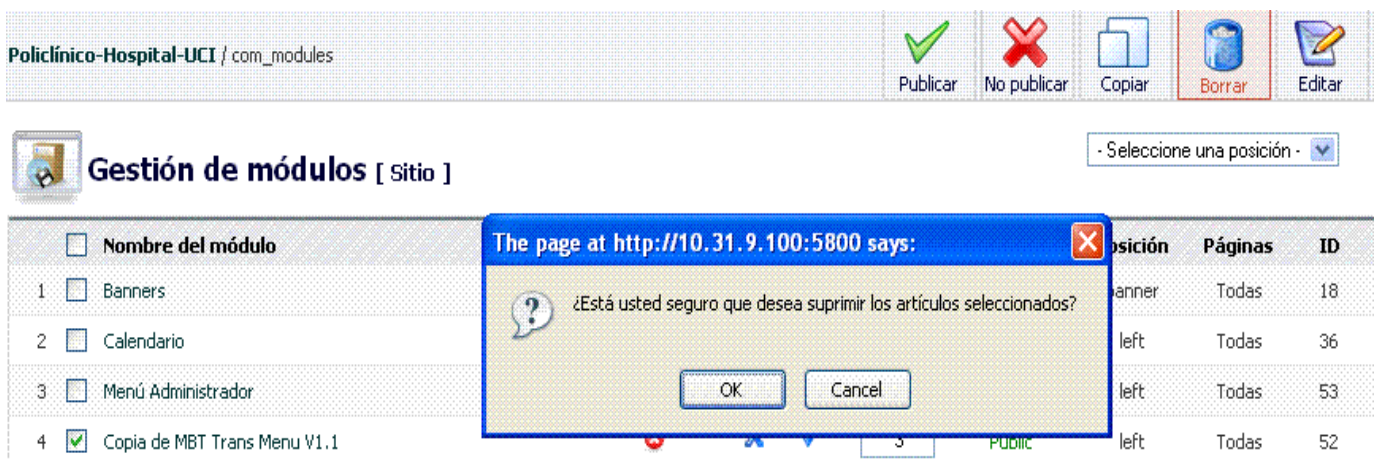 Policlínico-Hospital-UCI / com_modules
Publicar No publicar Copiar Borrar Editar
Gestión de módulos [ Sitio ]
- Seleccione una posición -
Nombre del módulo osición Páginas ID
The page at http://10.31.9.100:5800 says:
¿Está usted seguro que desea suprimir los artículos seleccionados?
OK Cancel
1 Banners anner Todas 18
2 Calendario left Todas 36
3 Menú Administrador left Todas 53
4 Copia de MBT Trans Menu V1.1 3 Public left Todas 52